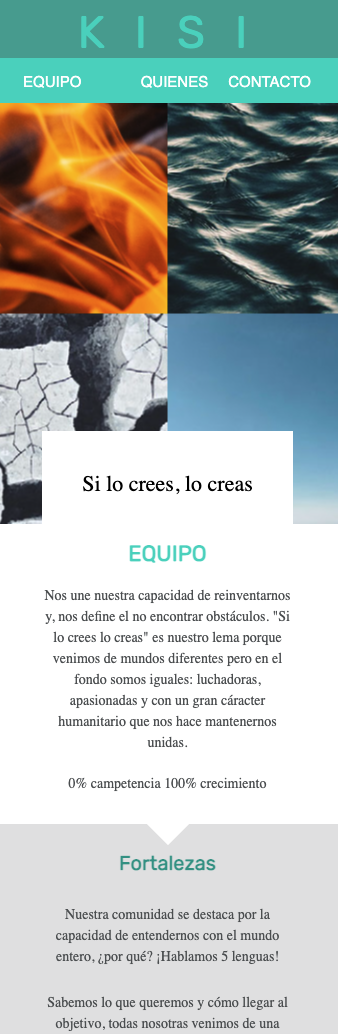 KISI
EQUIPO QUIENES CONTACTO
Si lo crees, lo creas
EQUIPO
Nos une nuestra capacidad de reinventarnos
y, nos define el no encontrar obstáculos. "Si
lo crees lo creas" es nuestro lema porque
venimos de mundos diferentes pero en el
fondo somos iguales: luchadoras,
apasionadas y con un gran cáracter
humanitario que nos hace mantenernos
unidas.
0% campetencia 100% crecimiento
Fortalezas
Nuestra comunidad se destaca por la
capacidad de entendernos con el mundo
entero, ¿por qué? ¡Hablamos 5 lenguas!
Sabemos lo que queremos y cómo llegar al
objetivo, todas nosotras venimos de una